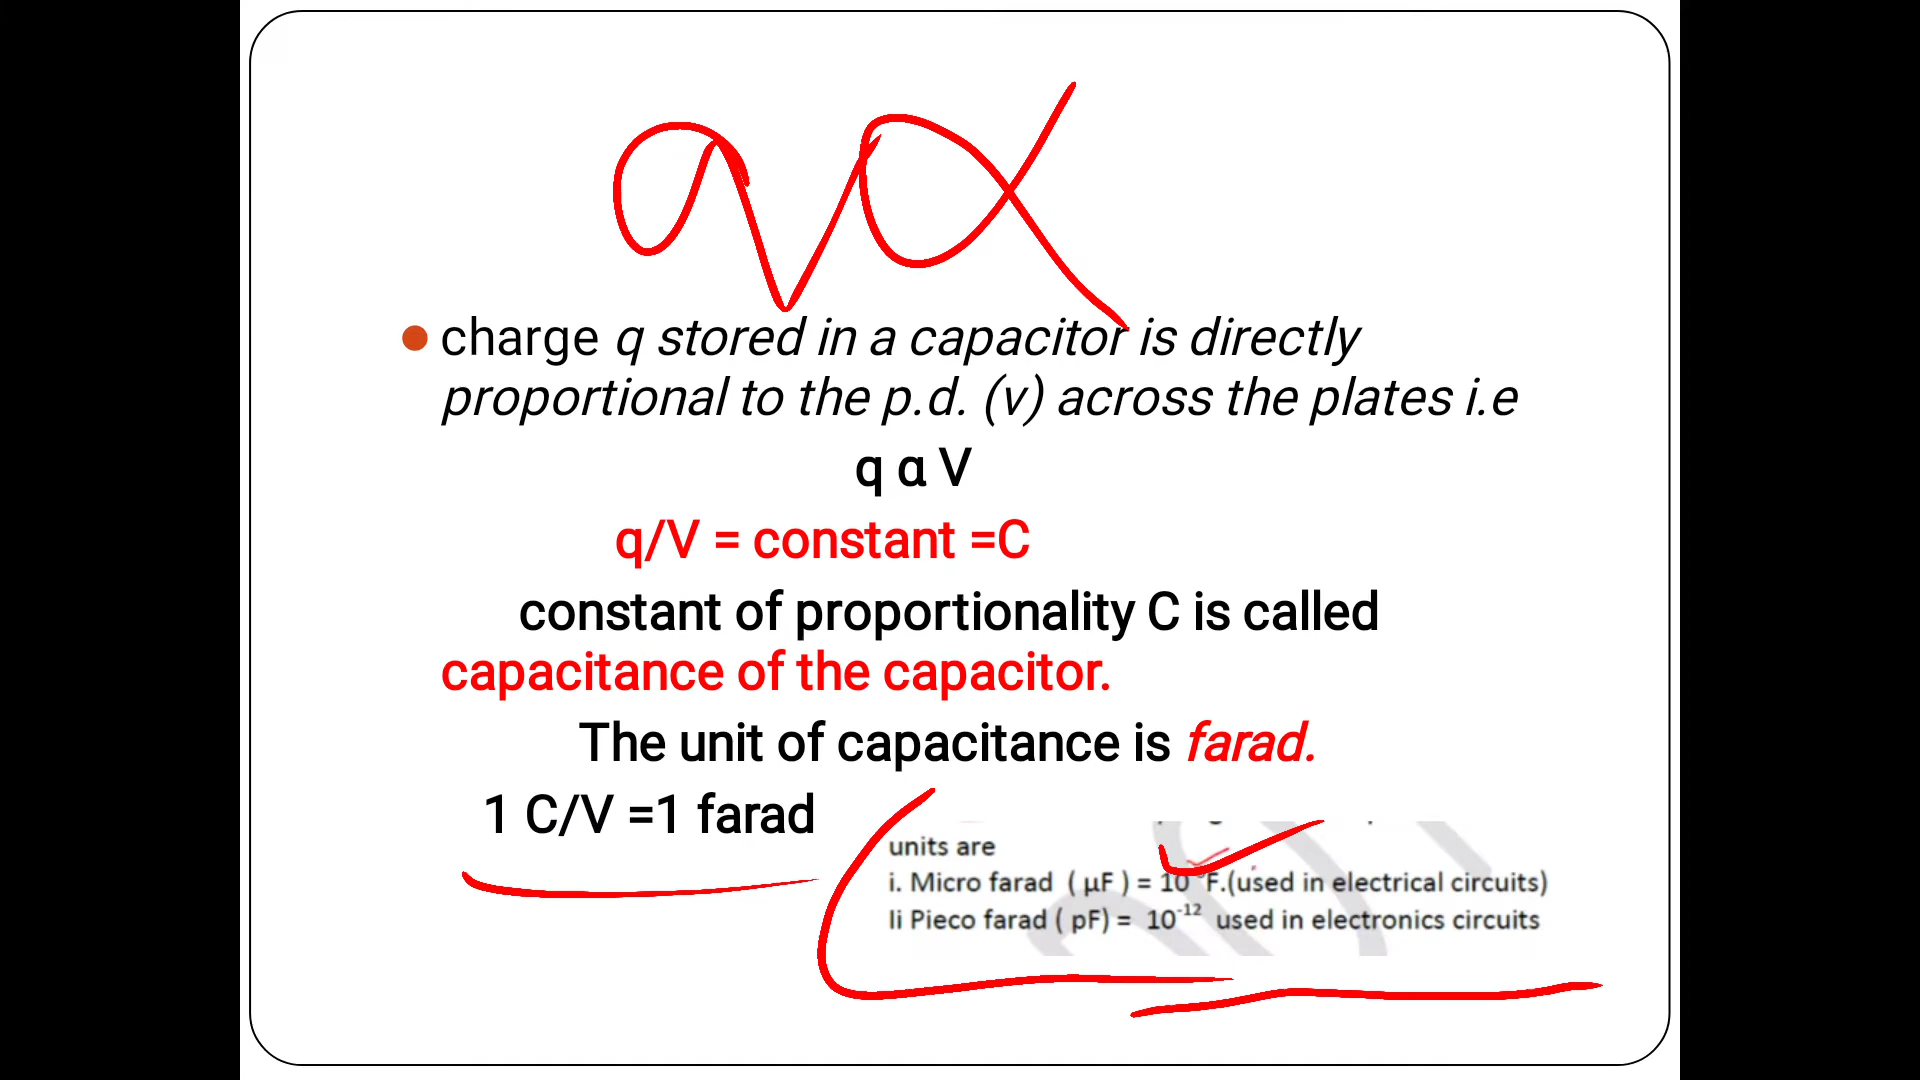 q α
charge q stored in a capacitor is directly
proportional to the p.d. (v) across the plates i.e
q α V
q/V = constant =C
constant of proportionality C is called
capacitance of the capacitor.
The unit of capacitance is farad.
1 C/V =1 farad
units are
i. Micro farad ( µF ) = 10 F.(used in electrical circuits)
Ii Pieco farad ( pF) = 10⁻¹² used in electronics circuits